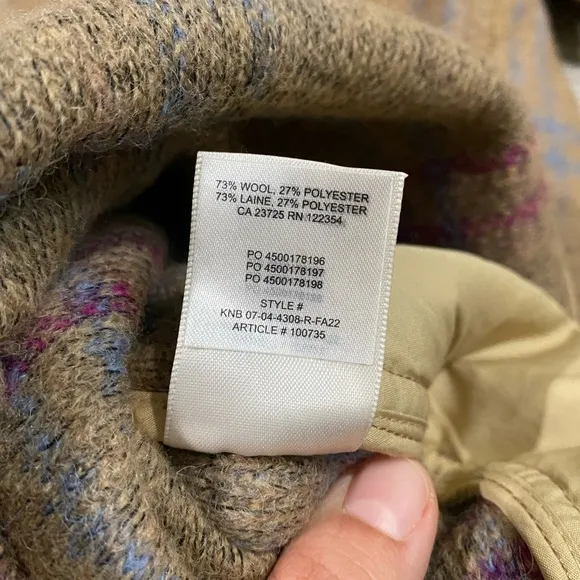 73% WOOL, 27% POLYESTER
73% LAINE, 27% POLYESTER
CA 23725 RN 122354
PO 4500178196
PO 4500178197
PO 4500178198
STYLE #
KNB 07-04-4308-R-FA22
ARTICLE # 100735